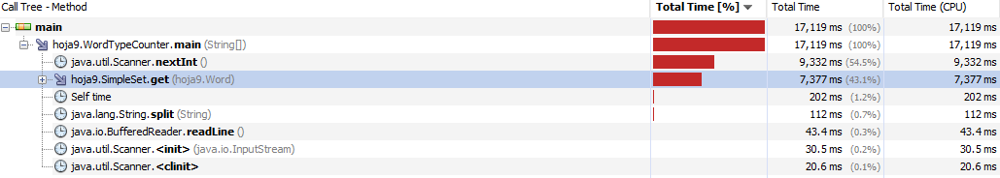 Call Tree - Method Total Time [%] Total Time Total Time (CPU)
main 17,119 ms (100%) 17,119 ms
hoja9.WordTypeCounter.main (String[]) 17,119 ms (100%) 17,119 ms
java.util.Scanner.nextInt () 9,332 ms (54.5%) 9,332 ms
hoja9.SimpleSet.get (hoja9.Word) 7,377 ms (43.1%) 7,377 ms
Self time 202 ms (1.2%) 202 ms
java.lang.String.split (String) 112 ms (0.7%) 112 ms
java.io.BufferedReader.readLine () 43.4 ms (0.3%) 43.4 ms
java.util.Scanner.<init> (java.io.InputStream) 30.5 ms (0.2%) 30.5 ms
java.util.Scanner.<clinit> 20.6 ms (0.1%) 20.6 ms